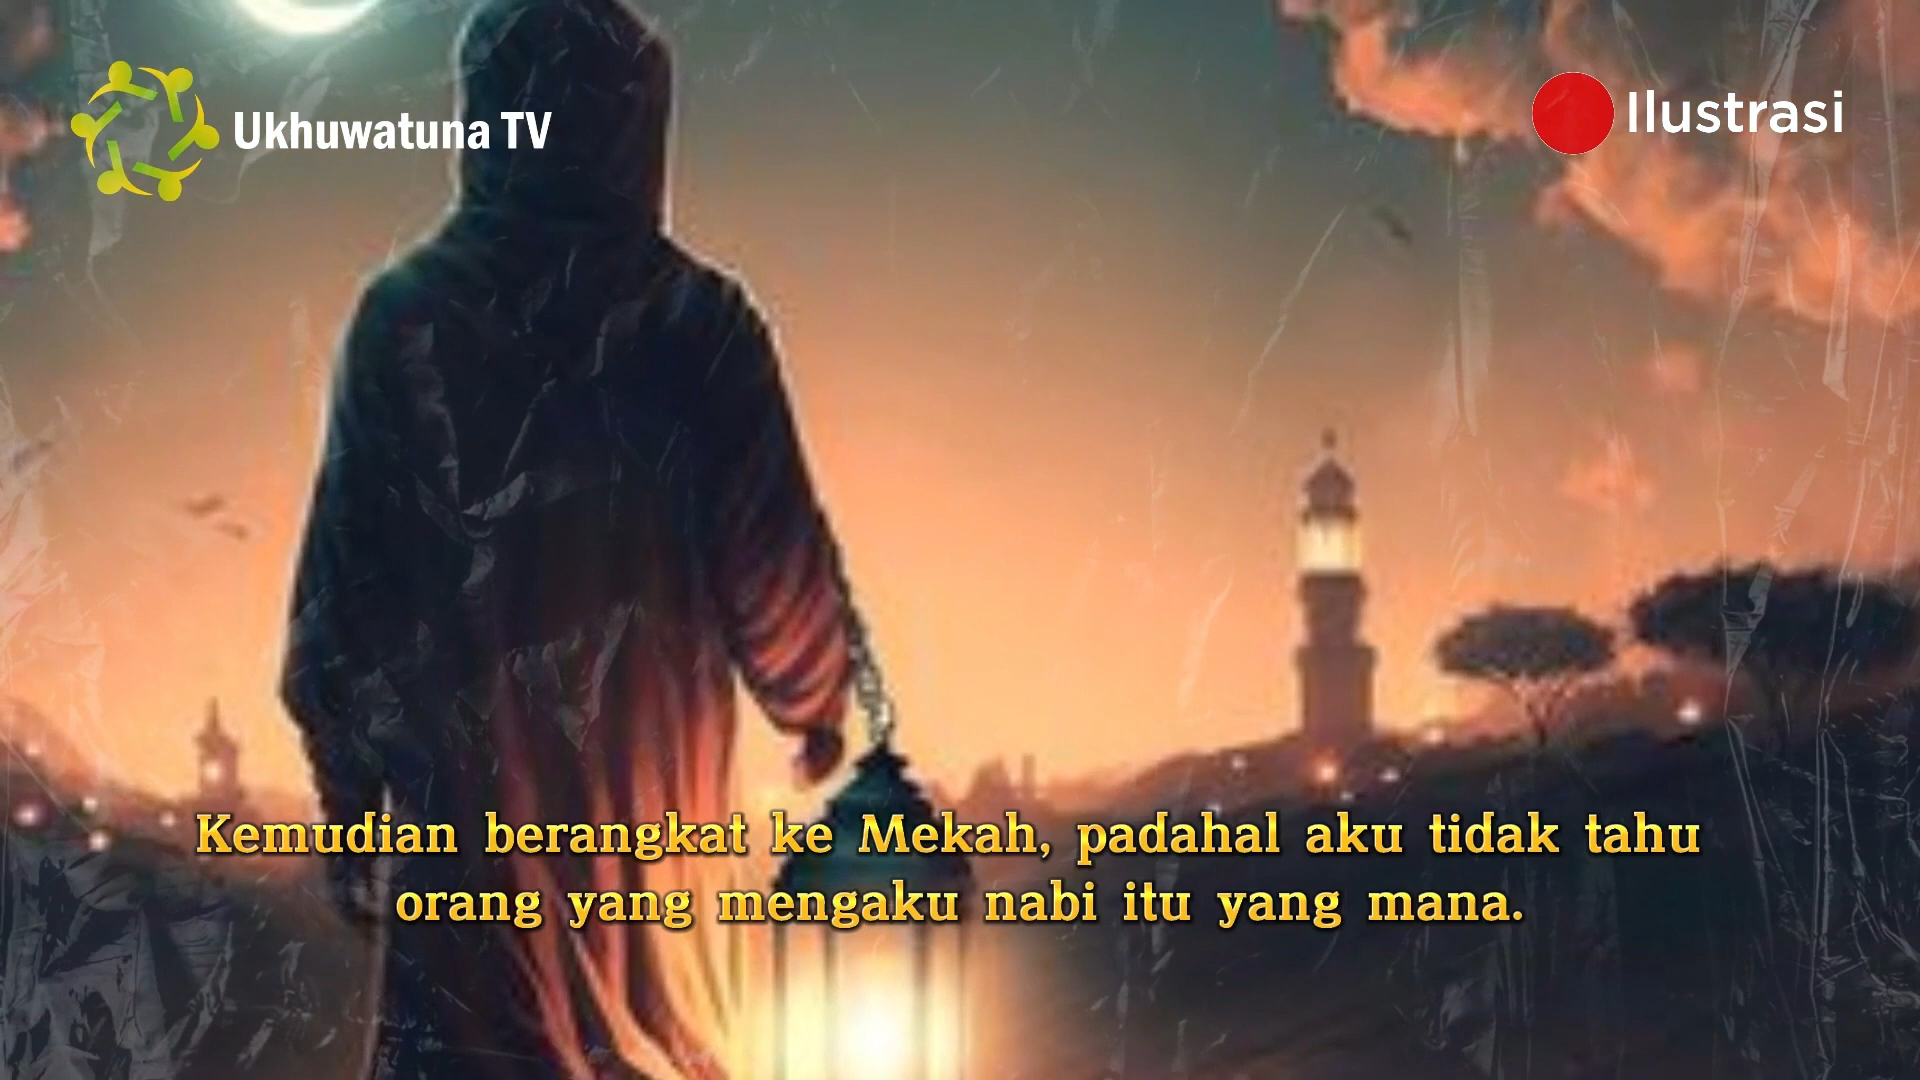 Ukhuwatuna TV
Ilustrasi
Kemudian berangkat ke Mekah, padahal aku tidak tahu
orang yang mengaku nabi itu yang mana.